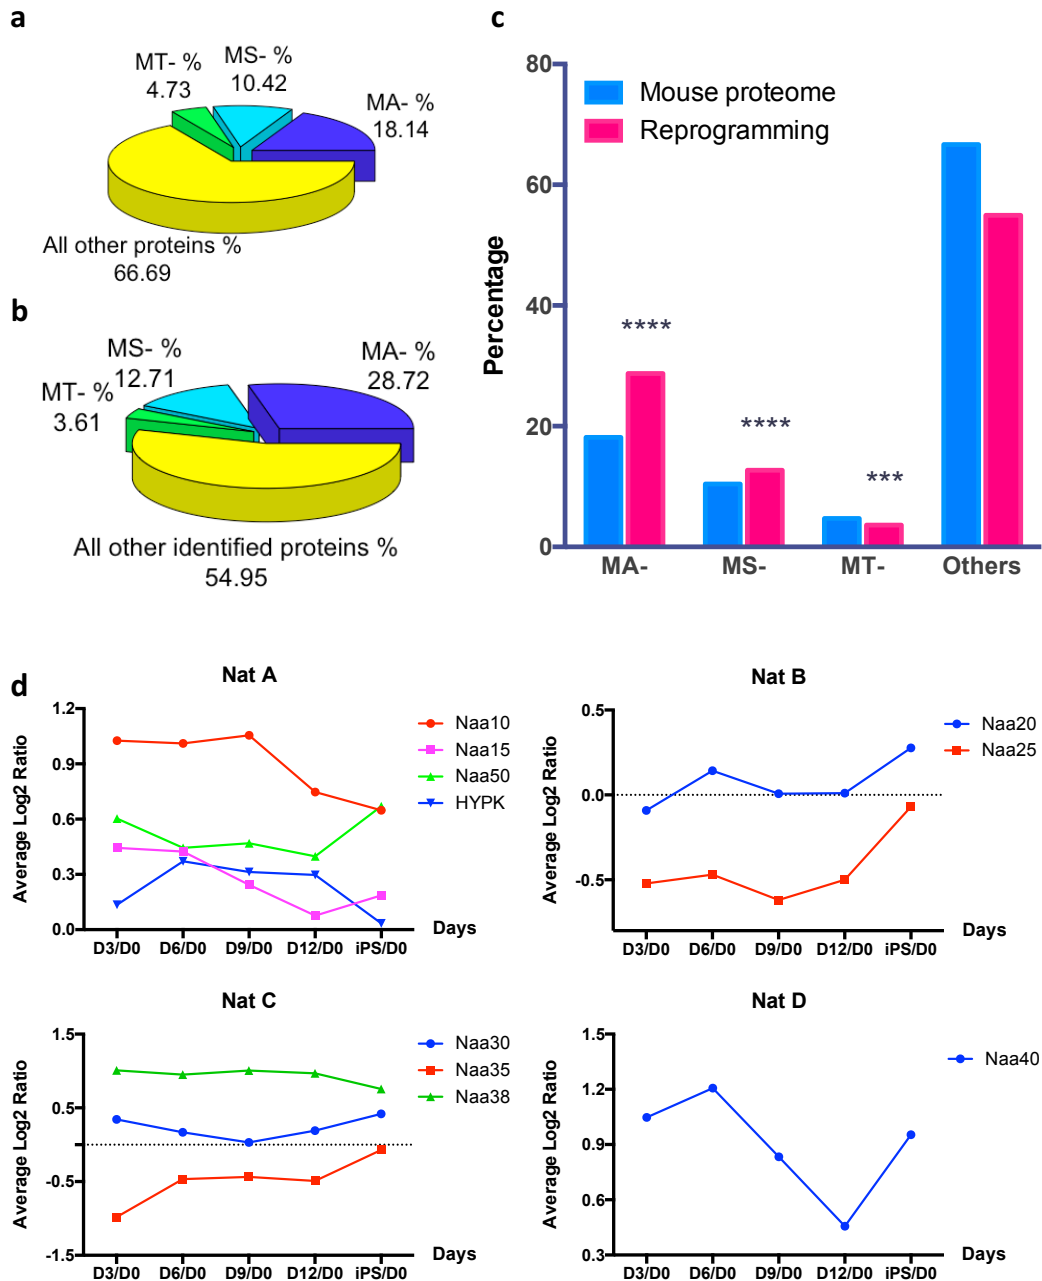 a
MT- %
4.73
MS- %
10.42
MA- %
18.14
All other proteins %
66.69
b
MS- %
12.71
MT- %
3.61
MA- %
28.72
All other identified proteins %
54.95
c
Percentage
80
60
40
20
0
Mouse proteome
Reprogramming
****
****
***
MA-
MS-
MT-
Others
d
Nat A
Average Log2 Ratio
1.2
0.9
0.6
0.3
0.0
Naa10
Naa15
Naa50
HYPK
Days
D3/D0 D6/D0 D9/D0 D12/D0 iPS/D0
Nat B
Average Log2 Ratio
0.5
0.0
-0.5
Naa20
Naa25
Days
D3/D0 D6/D0 D9/D0 D12/D0 iPS/D0
Nat C
Average Log2 Ratio
1.5
0.5
-0.5
-1.5
Naa30
Naa35
Naa38
Days
D3/D0 D6/D0 D9/D0 D12/D0 iPS/D0
Nat D
Average Log2 Ratio
1.5
1.2
0.9
0.6
0.3
Naa40
Days
D3/D0 D6/D0 D9/D0 D12/D0 iPS/D0